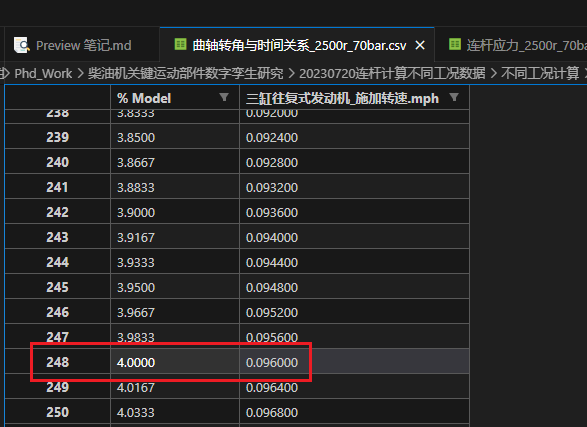 Preview 笔记.md
曲轴转角与时间关系_2500r_70bar.csv
连杆应力_2500r_70ba
Phd_Work > 柴油机关键运动部件数字孪生研究 > 20230720连杆计算不同工况数据 > 不同工况计算 >
% Model 三缸往复式发动机_施加转速.mph
238 3.8333 0.092000
239 3.8500 0.092400
240 3.8667 0.092800
241 3.8833 0.093200
242 3.9000 0.093600
243 3.9167 0.094000
244 3.9333 0.094400
245 3.9500 0.094800
246 3.9667 0.095200
247 3.9833 0.095600
248 4.0000 0.096000
249 4.0167 0.096400
250 4.0333 0.096800